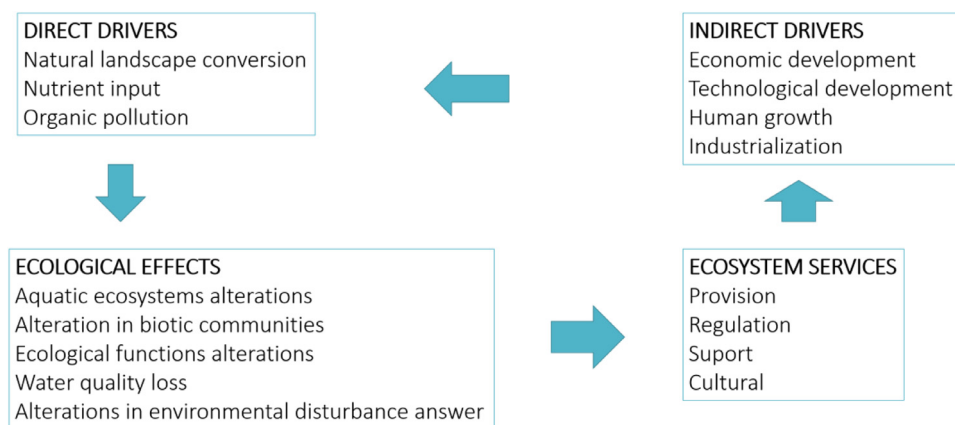 DIRECT DRIVERS
Natural landscape conversion
Nutrient input
Organic pollution
INDIRECT DRIVERS
Economic development
Technological development
Human growth
Industrialization
ECOLOGICAL EFFECTS
Aquatic ecosystems alterations
Alteration in biotic communities
Ecological functions alterations
Water quality loss
Alterations in environmental disturbance answer
ECOSYSTEM SERVICES
Provision
Regulation
Suport
Cultural